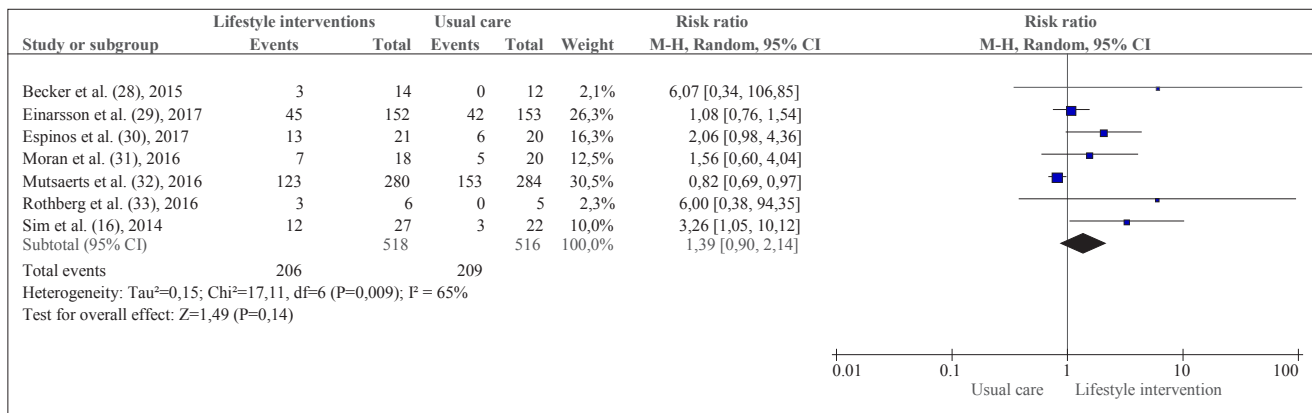 Lifestyle interventions Usual care Risk ratio Risk ratio
Study or subgroup Events Total Events Total Weight M-H, Random, 95% CI M-H, Random, 95% CI
Becker et al. (28), 2015 3 14 0 12 2,1% 6,07 [0,34, 106,85]
Einarsson et al. (29), 2017 45 152 42 153 26,3% 1,08 [0,76, 1,54]
Espinos et al. (30), 2017 13 21 6 20 16,3% 2,06 [0,98, 4,36]
Moran et al. (31), 2016 7 18 5 20 12,5% 1,56 [0,60, 4,04]
Mutsaerts et al. (32), 2016 123 280 153 284 30,5% 0,82 [0,69, 0,97]
Rothberg et al. (33), 2016 3 6 0 5 2,3% 6,00 [0,38, 94,35]
Sim et al. (16), 2014 12 27 3 22 10,0% 3,26 [1,05, 10,12]
Subtotal (95% CI) 518 516 100,0% 1,39 [0,90, 2,14]
Total events 206 209
Heterogeneity: Tau²=0,15; Chi²=17,11, df=6 (P=0,009); I² = 65%
Test for overall effect: Z=1,49 (P=0,14)
0.01 0.1 1 10 100
Usual care Lifestyle intervention